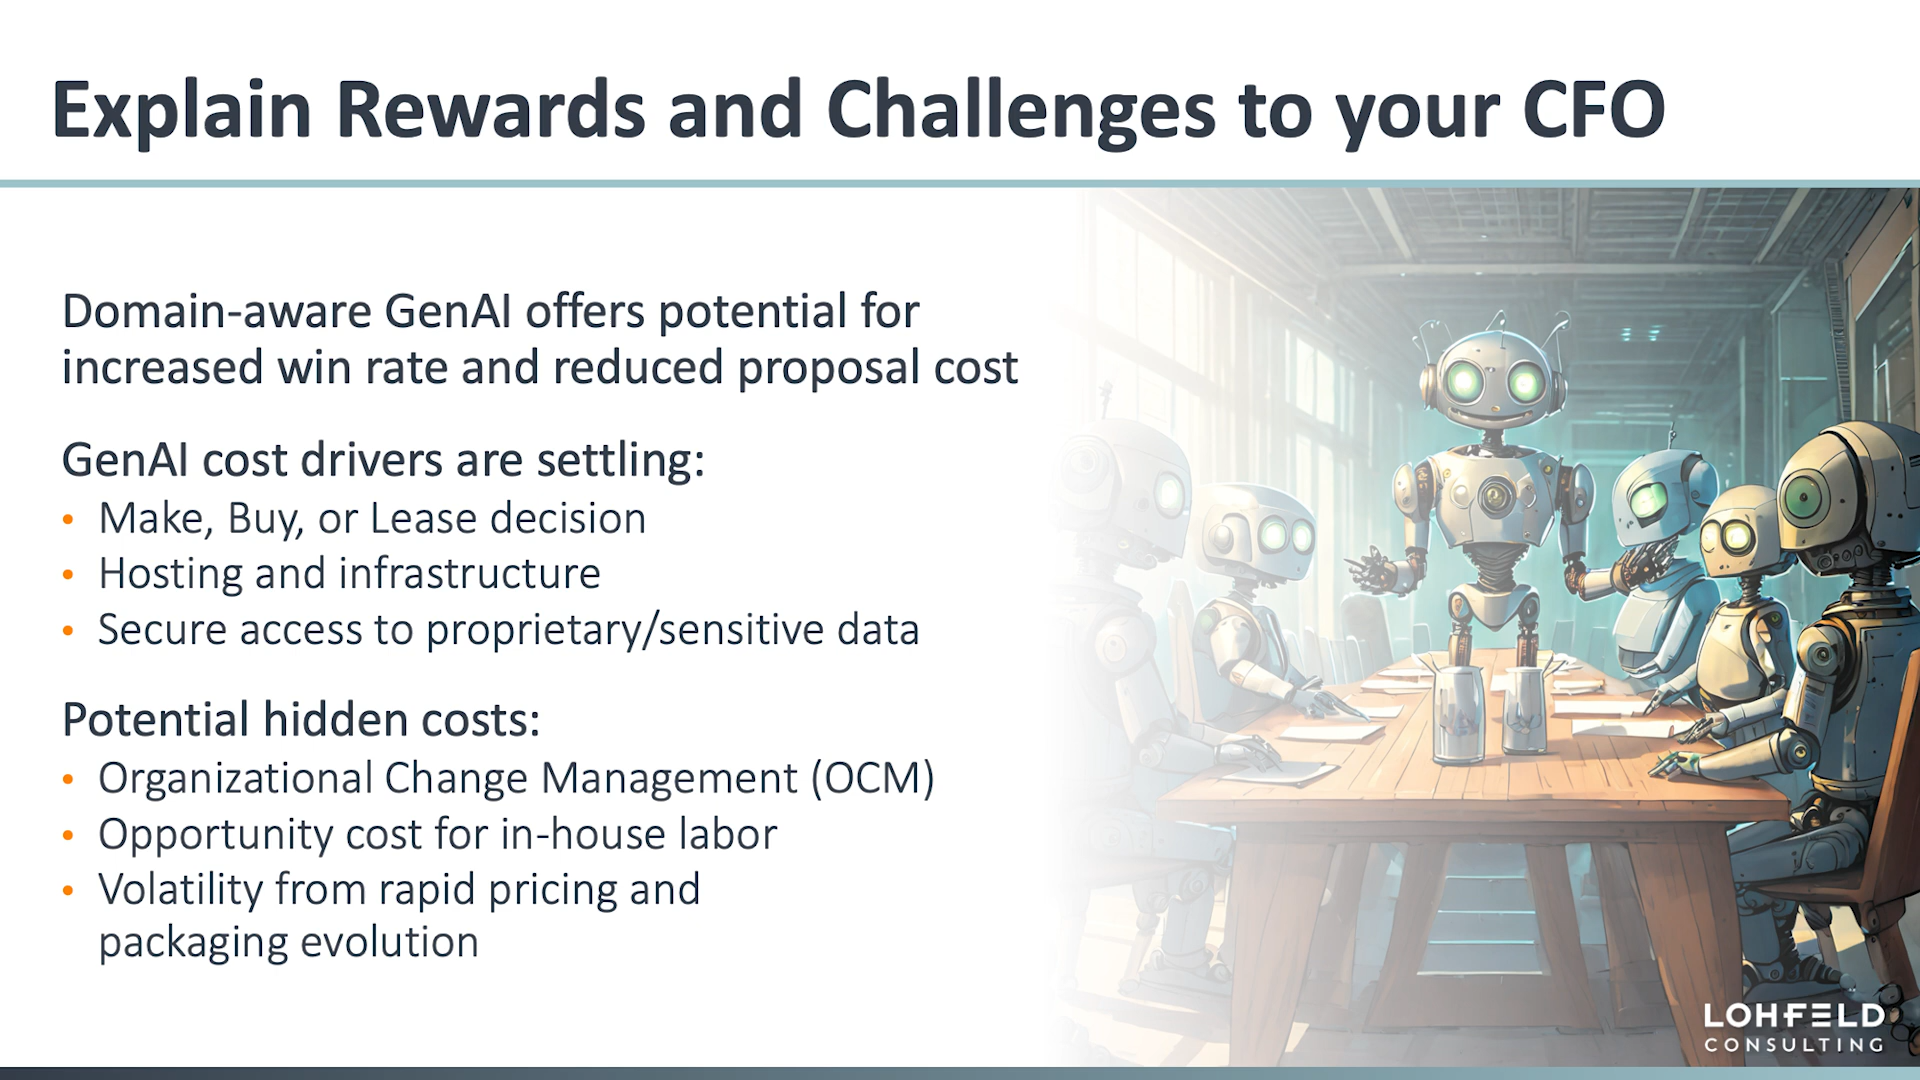 Explain Rewards and Challenges to your CFO
Domain-aware GenAI offers potential for
increased win rate and reduced proposal cost
GenAI cost drivers are settling:
• Make, Buy, or Lease decision
• Hosting and infrastructure
• Secure access to proprietary/sensitive data
Potential hidden costs:
• Organizational Change Management (OCM)
• Opportunity cost for in-house labor
• Volatility from rapid pricing and
packaging evolution
LOHFELD
CONSULTING